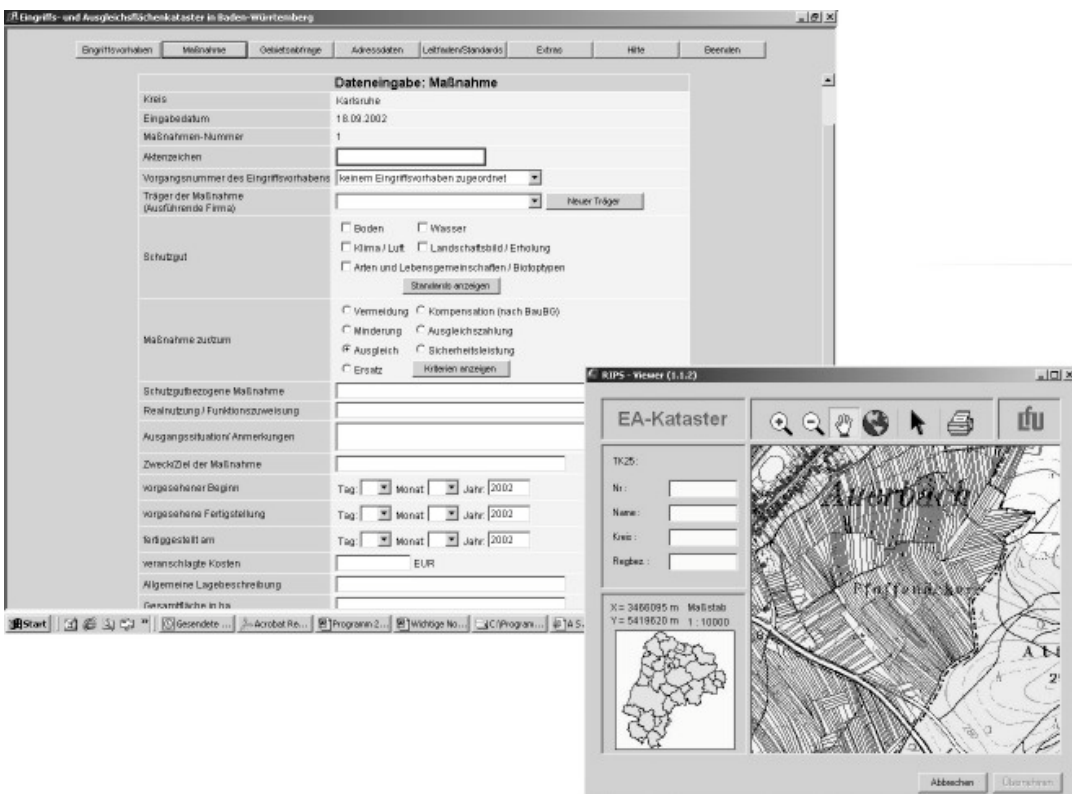 Eingriffs- und Ausgleichsflächenkataster in Baden-Württemberg
Eingriffsvorhaben Maßnahme Gebietsabfrage Adressdaten Leitfaden/Standards Extras Hilfe Beenden
Dateneingabe: Maßnahme
Kreis Karlsruhe
Eingabedatum 18.09.2002
Maßnahmen-Nummer 1
Aktenzeichen
Vorgangsnummer des Eingriffsvorhabens keinem Eingriffsvorhaben zugeordnet
Träger der Maßnahme
(Ausführende Firma) Neuer Träger
Schutzgut
Boden Wasser
Klima / Luft Landschaftsbild / Erholung
Arten und Lebensgemeinschaften / Biotoptypen
Standards anzeigen
Maßnahme zur/zum
Vermeidung Kompensation (nach BauBG)
Minderung Ausgleichszahlung
Ausgleich Sicherheitsleistung
Ersatz Kriterien anzeigen
Schutzgutbezogene Maßnahme
Realnutzung / Funktionszuweisung
Ausgangssituation/ Anmerkungen
Zweck/Ziel der Maßnahme
vorgesehener Beginn Tag: Monat Jahr: 2002
vorgesehene Fertigstellung Tag: Monat Jahr: 2002
fertiggestellt am Tag: Monat Jahr: 2002
veranschlagte Kosten EUR
Allgemeine Lagebeschreibung
Gesamtfläche in ha
Start Gesendete ... Acrobat Re... Programm 2... Wichtige No... C:\Program...
RIPS - Viewer (1.1.2)
EA-Kataster
LfU
TK25:
Nr :
Name :
Kreis :
Regbez. :
X = 3466095 m Maßstab
Y = 5419620 m 1 : 10000
Auerbach
Pfaffenäcker
280
Abbrechen Übernehmen